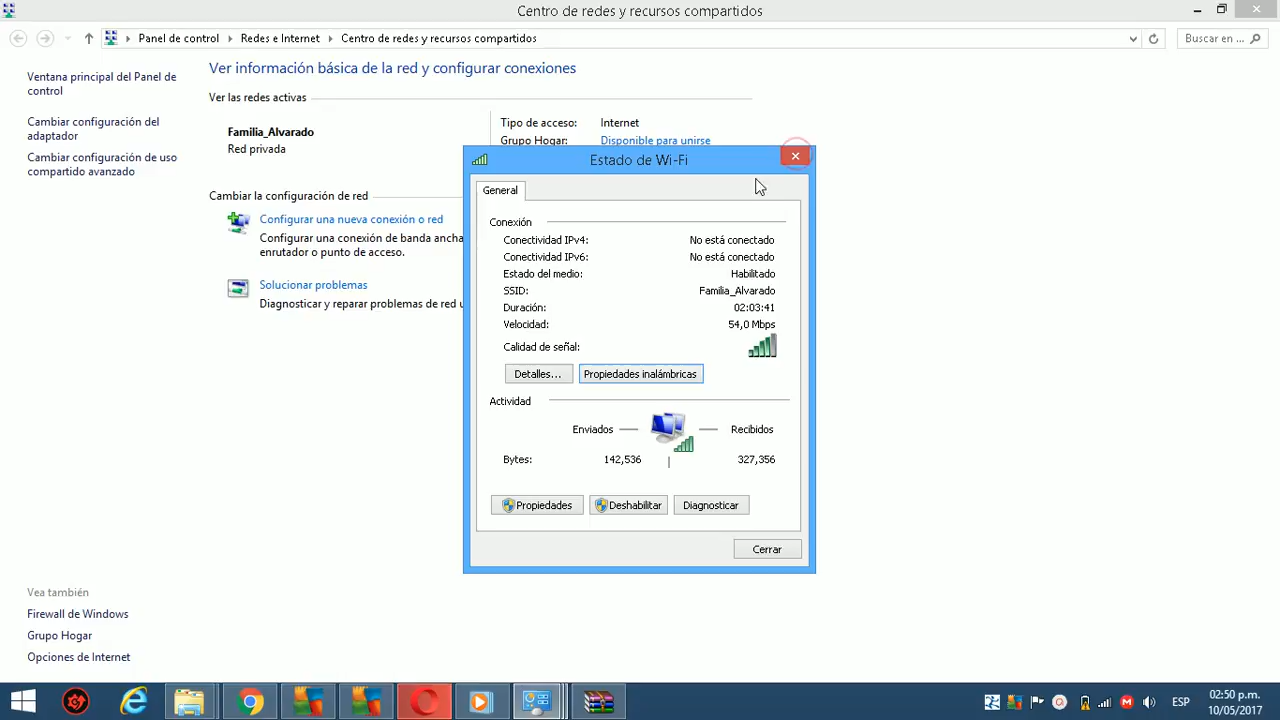 Centro de redes y recursos compartidos
Panel de control
Redes e Internet
Centro de redes y recursos compartidos
Buscar en ...
Ventana principal del Panel de
control
Cambiar configuración del
adaptador
Cambiar configuración de uso
compartido avanzado
Ver información básica de la red y configurar conexiones
Ver las redes activas
Familia_Alvarado
Red privada
Tipo de acceso: Internet
Grupo Hogar: Disponible para unirse
Cambiar la configuración de red
Configurar una nueva conexión o red
Configurar una conexión de banda ancha
enrutador o punto de acceso.
Solucionar problemas
Diagnosticar y reparar problemas de red
Estado de Wi-Fi
General
Conexión
Conectividad IPv4: No está conectado
Conectividad IPv6: No está conectado
Estado del medio: Habilitado
SSID: Familia_Alvarado
Duración: 02:03:41
Velocidad: 54,0 Mbps
Calidad de señal:
Detalles... Propiedades inalámbricas
Actividad
Enviados Recibidos
Bytes: 142,536 327,356
Propiedades Deshabilitar Diagnosticar
Cerrar
Vea también
Firewall de Windows
Grupo Hogar
Opciones de Internet
ESP
02:50 p.m.
10/05/2017